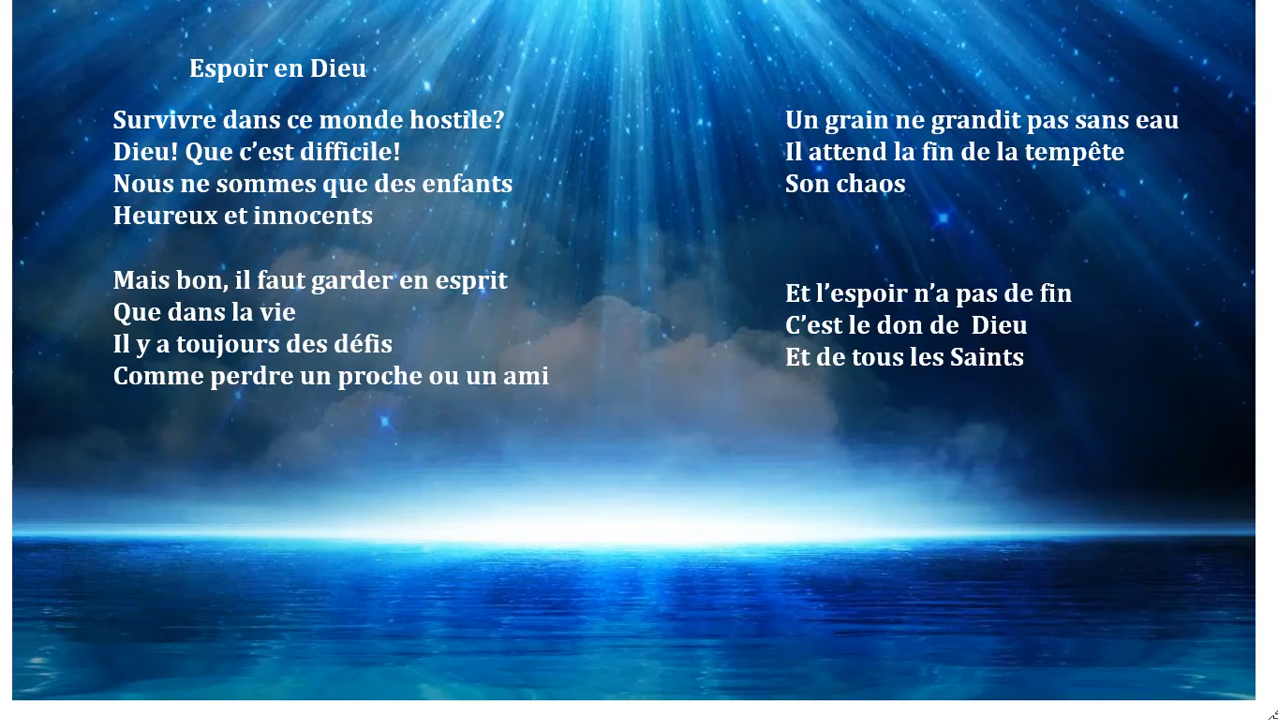 Espoir en Dieu
Survivre dans ce monde hostile?
Dieu! Que c’est difficile!
Nous ne sommes que des enfants
Heureux et innocents
Mais bon, il faut garder en esprit
Que dans la vie
Il y a toujours des défis
Comme perdre un proche ou un ami
Un grain ne grandit pas sans eau
Il attend la fin de la tempête
Son chaos
Et l’espoir n’a pas de fin
C’est le don de  Dieu
Et de tous les Saints